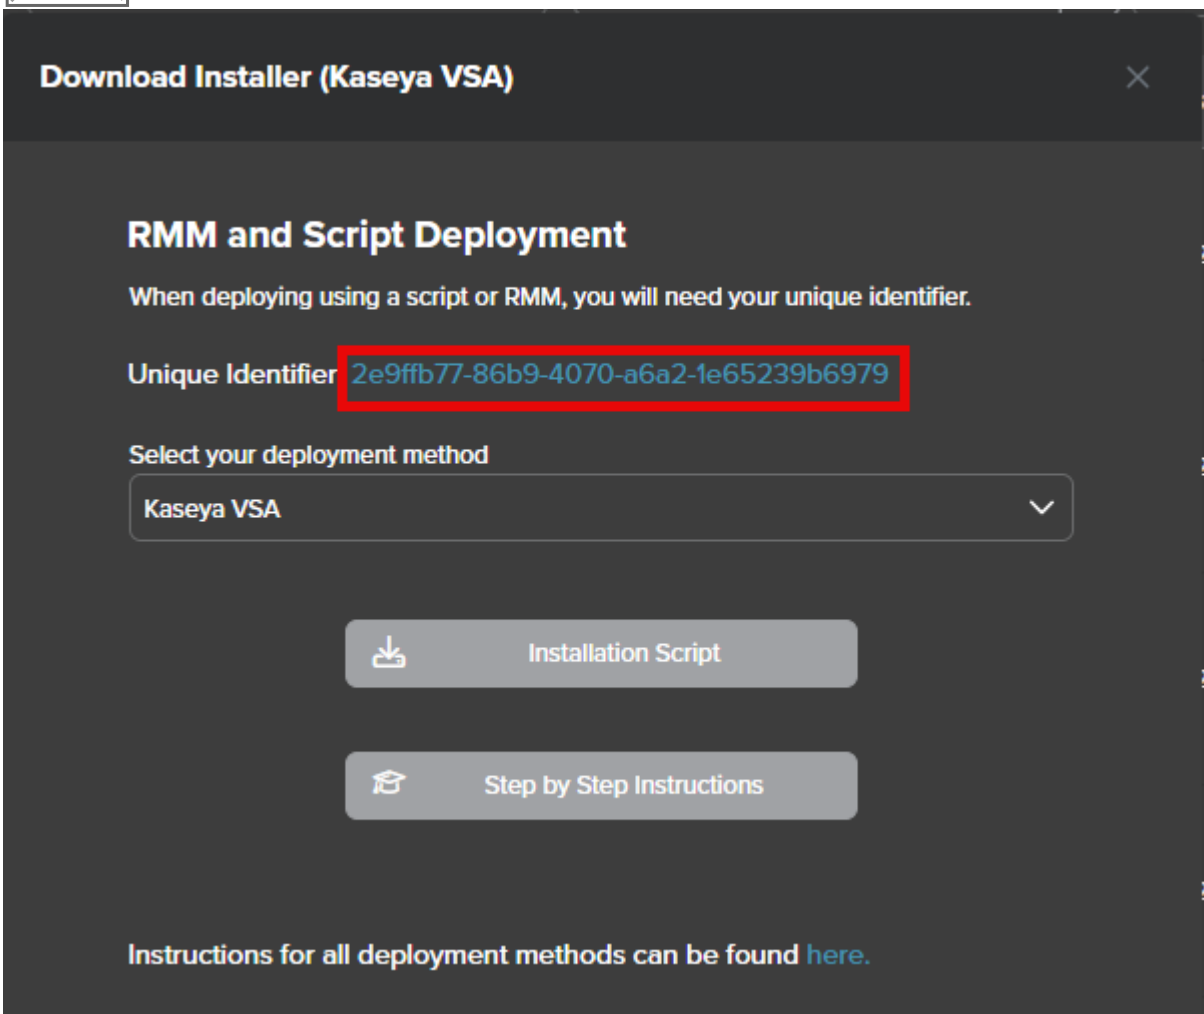 Download Installer (Kaseya VSA)
RMM and Script Deployment
When deploying using a script or RMM, you will need your unique identifier.
Unique Identifier 2e9ffb77-86b9-4070-a6a2-1e65239b6979
Select your deployment method
Kaseya VSA
Installation Script
Step by Step Instructions
Instructions for all deployment methods can be found here.